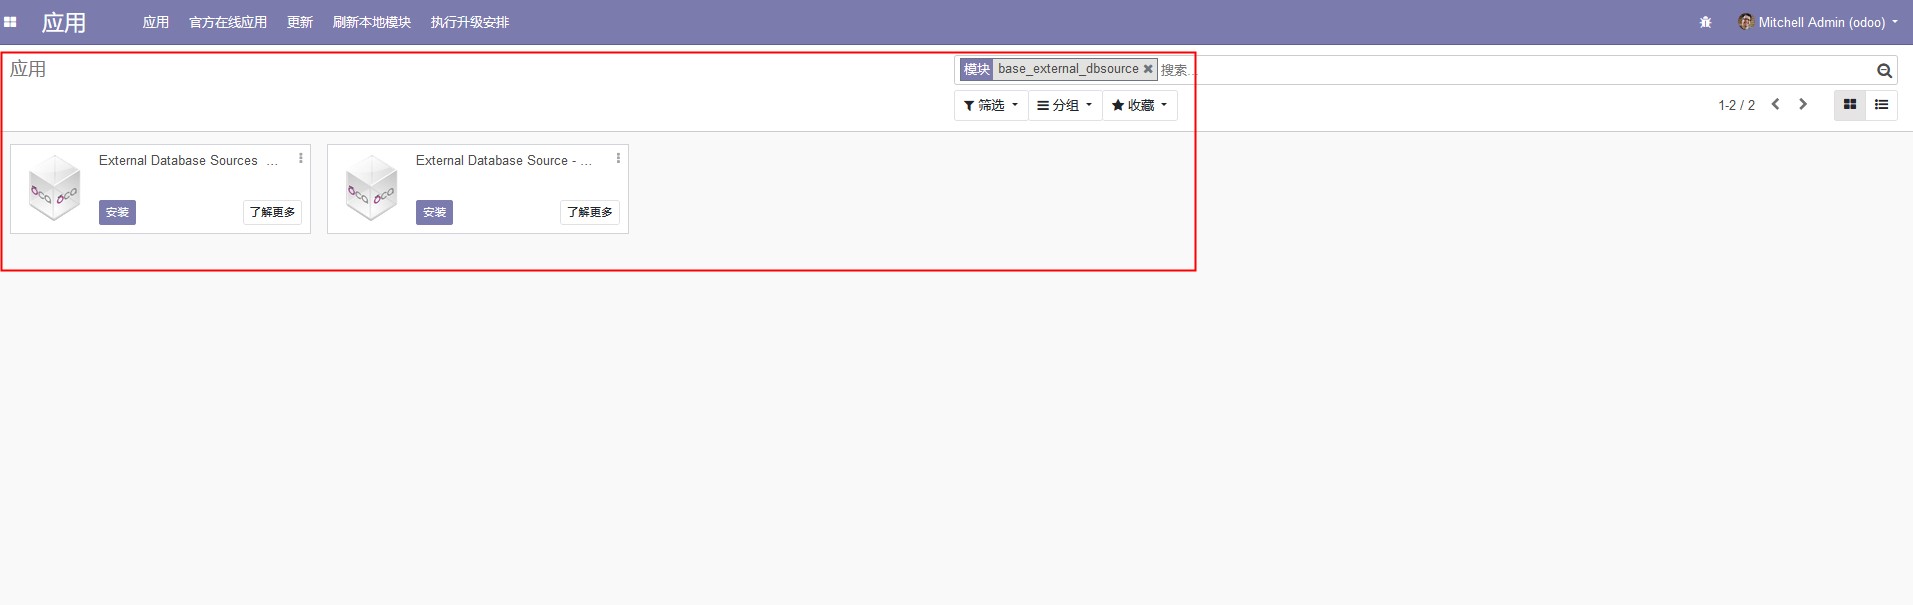 应用 应用 官方在线应用 更新 刷新本地模块 执行升级安排 Mitchell Admin (odoo)
应用 模块 base_external_dbsource 搜索...
筛选 分组 收藏 1-2 / 2
External Database Sources ... External Database Source - ...
安装 了解更多 安装 了解更多